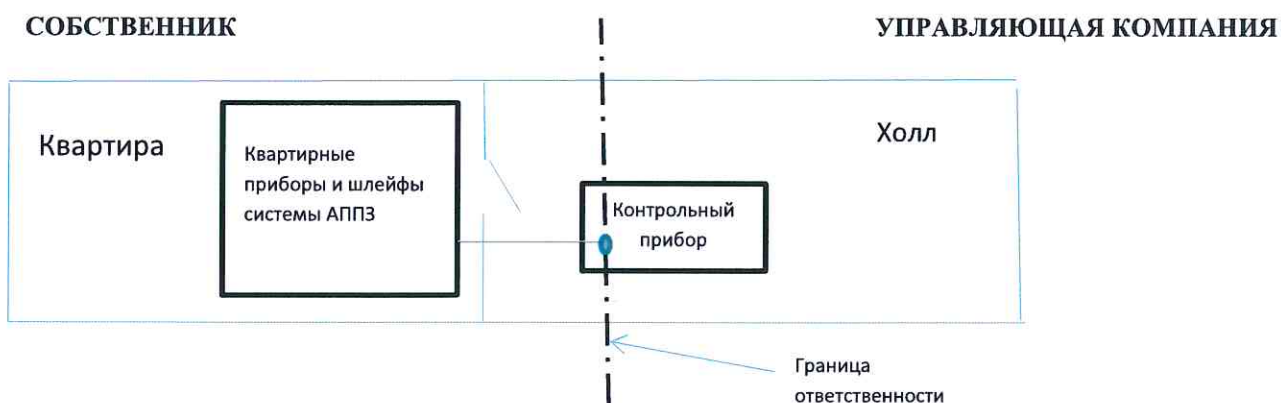 СОБСТВЕННИК
УПРАВЛЯЮЩАЯ КОМПАНИЯ
Квартира
Квартирные
приборы и шлейфы
системы АППЗ
Холл
Контрольный
прибор
Граница
ответственности